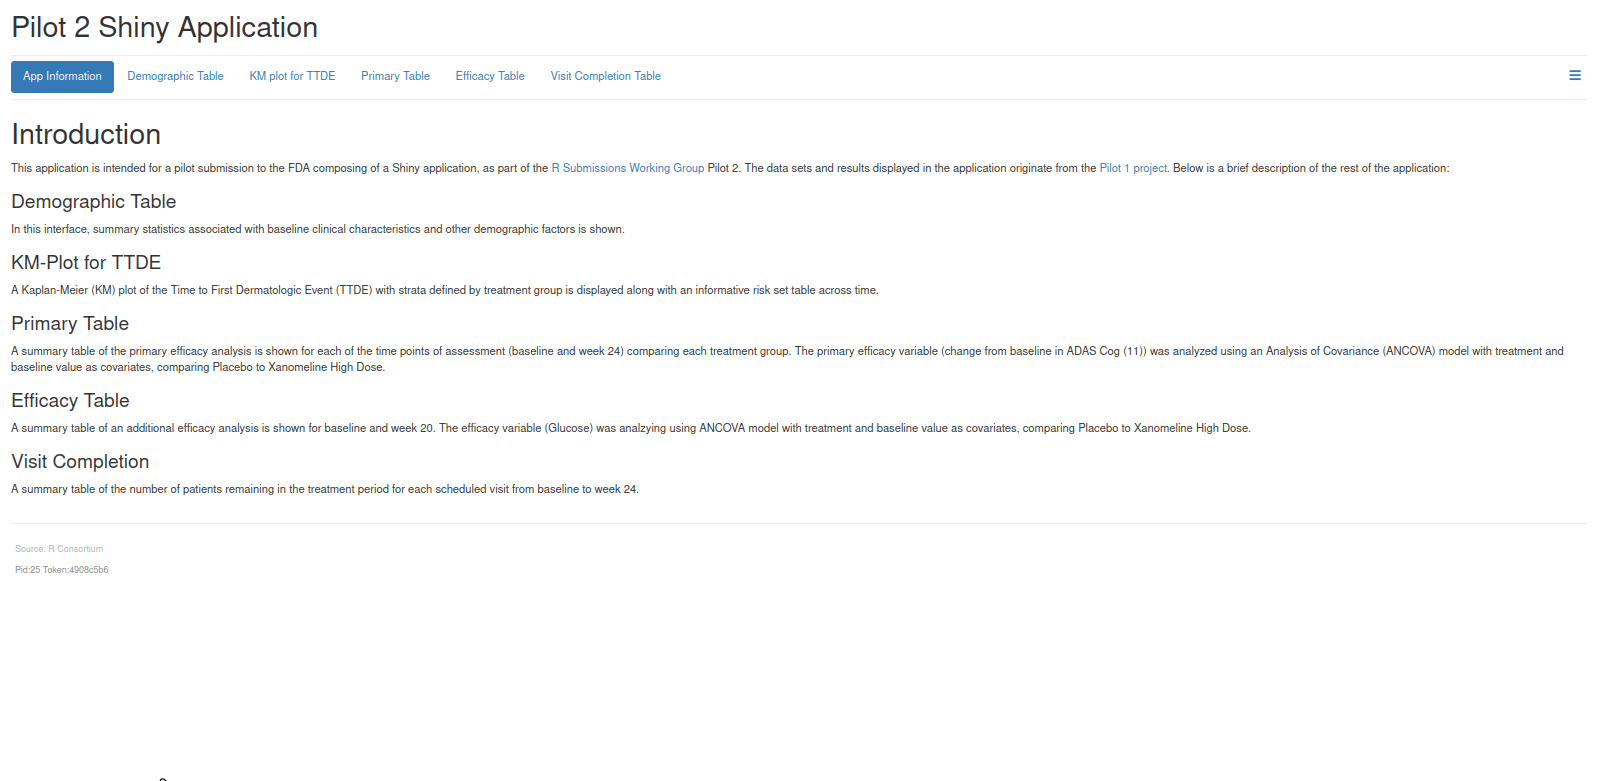 Pilot 2 Shiny Application
App Information Demographic Table KM plot for TTDE Primary Table Efficacy Table Visit Completion Table
Introduction
This application is intended for a pilot submission to the FDA composing of a Shiny application, as part of the R Submissions Working Group Pilot 2. The data sets and results displayed in the application originate from the Pilot 1 project. Below is a brief description of the rest of the application:
Demographic Table
In this interface, summary statistics associated with baseline clinical characteristics and other demographic factors is shown.
KM-Plot for TTDE
A Kaplan-Meier (KM) plot of the Time to First Dermatologic Event (TTDE) with strata defined by treatment group is displayed along with an informative risk set table across time.
Primary Table
A summary table of the primary efficacy analysis is shown for each of the time points of assessment (baseline and week 24) comparing each treatment group. The primary efficacy variable (change from baseline in ADAS Cog (11)) was analyzed using an Analysis of Covariance (ANCOVA) model with treatment and
baseline value as covariates, comparing Placebo to Xanomeline High Dose.
Efficacy Table
A summary table of an additional efficacy analysis is shown for baseline and week 20. The efficacy variable (Glucose) was analzying using ANCOVA model with treatment and baseline value as covariates, comparing Placebo to Xanomeline High Dose.
Visit Completion
A summary table of the number of patients remaining in the treatment period for each scheduled visit from baseline to week 24.
Source: R Consortium
Pid:25 Token:4908c5b6